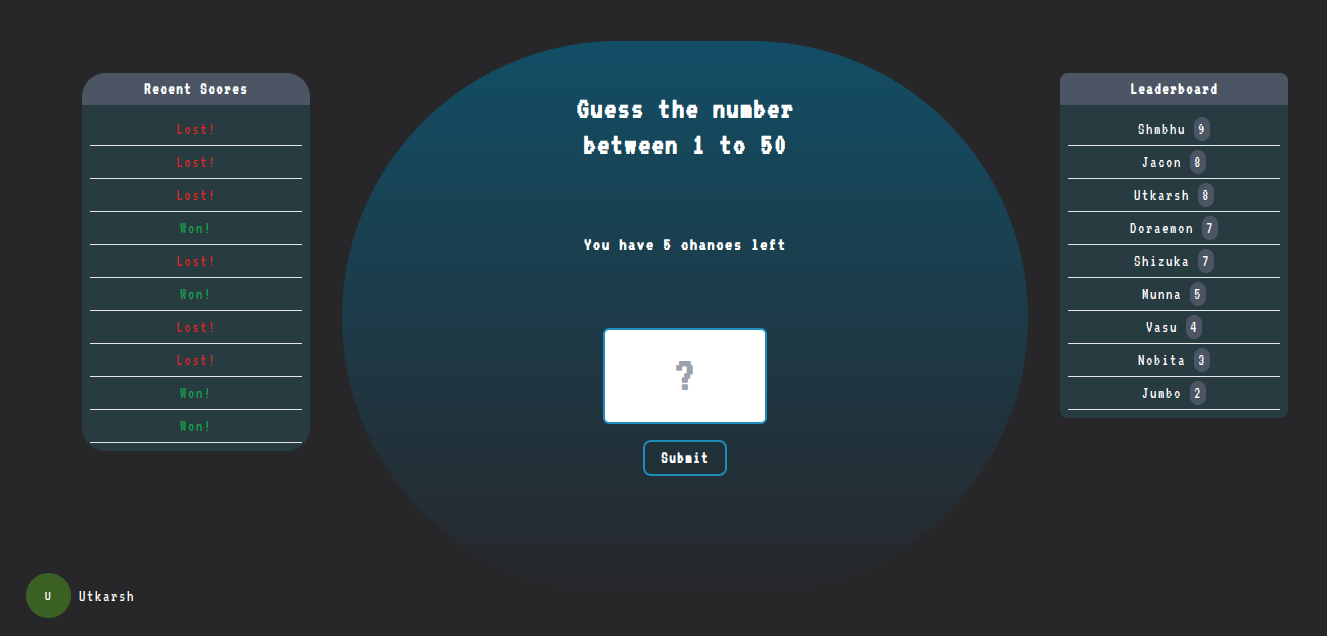 Recent Scores
Lost!
Lost!
Lost!
Won!
Lost!
Won!
Lost!
Lost!
Won!
Won!
Guess the number
between 1 to 50
You have 5 chances left
?
Submit
Leaderboard
Shmbhu 9
Jacon 8
Utkarsh 8
Doraemon 7
Shizuka 7
Munna 5
Vasu 4
Nobita 3
Jumbo 2
U Utkarsh